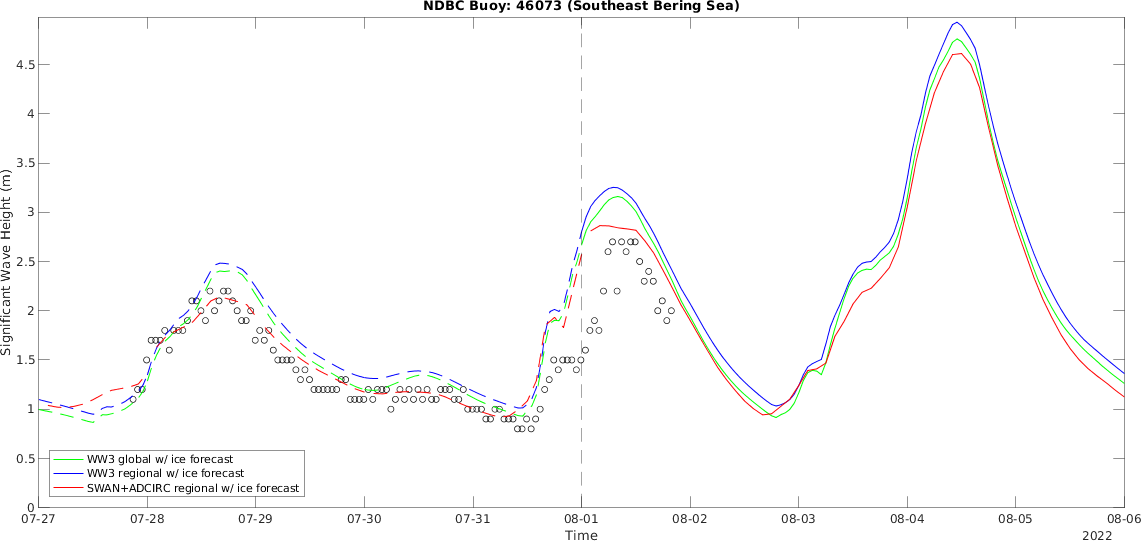 NDBC Buoy: 46073 (Southeast Bering Sea)
Significant Wave Height (m)
4.5
4
3.5
3
2.5
2
1.5
1
0.5
0
WW3 global w/ ice forecast
WW3 regional w/ ice forecast
SWAN+ADCIRC regional w/ ice forecast
07-27 07-28 07-29 07-30 07-31 08-01 08-02 08-03 08-04 08-05 08-06
Time
2022